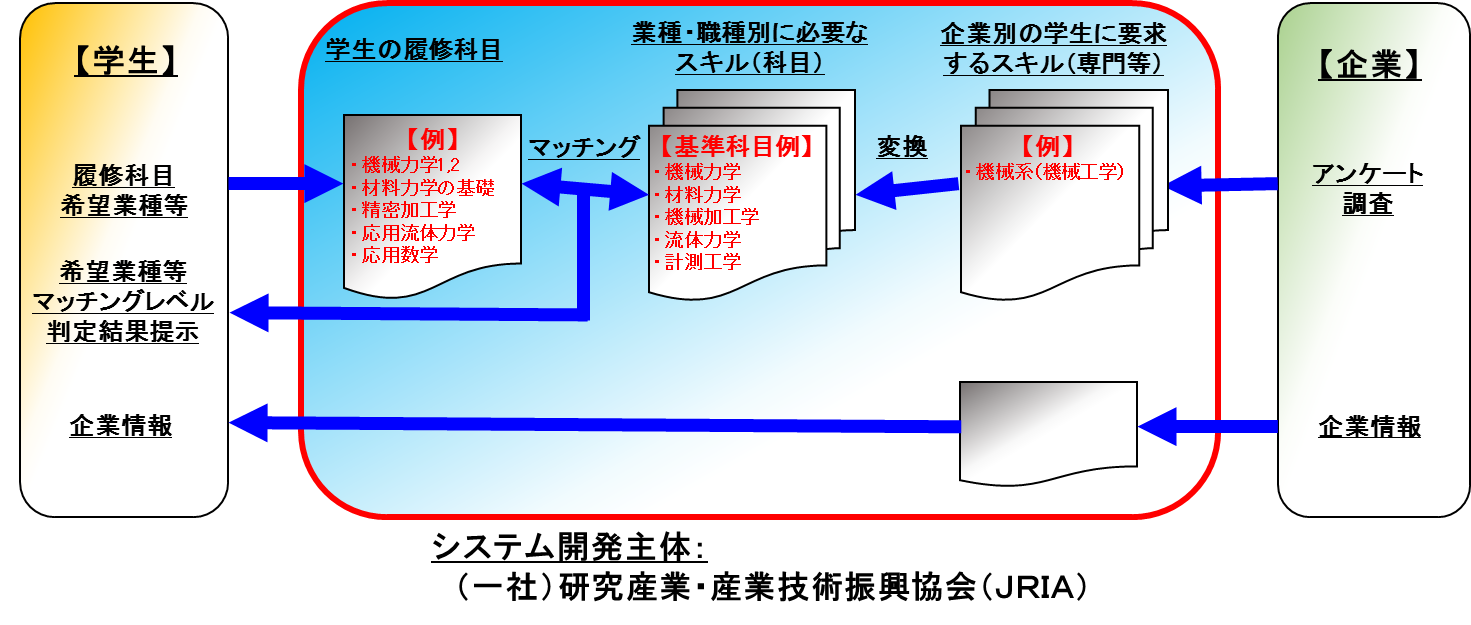 【学生】
履修科目
希望業種等
希望業種等
マッチングレベル
判定結果提示
企業情報
学生の履修科目
【例】
・機械力学1,2
・材料力学の基礎
・精密加工学
・応用流体力学
・応用数学
マッチング
業種・職種別に必要な
スキル（科目）
【基準科目例】
・機械力学
・材料力学
・機械加工学
・流体力学
・計測工学
変換
企業別の学生に要求
するスキル（専門等）
【例】
・機械系（機械工学）
【企業】
アンケート
調査
企業情報
システム開発主体：
（一社）研究産業・産業技術振興協会（ＪＲＩＡ）